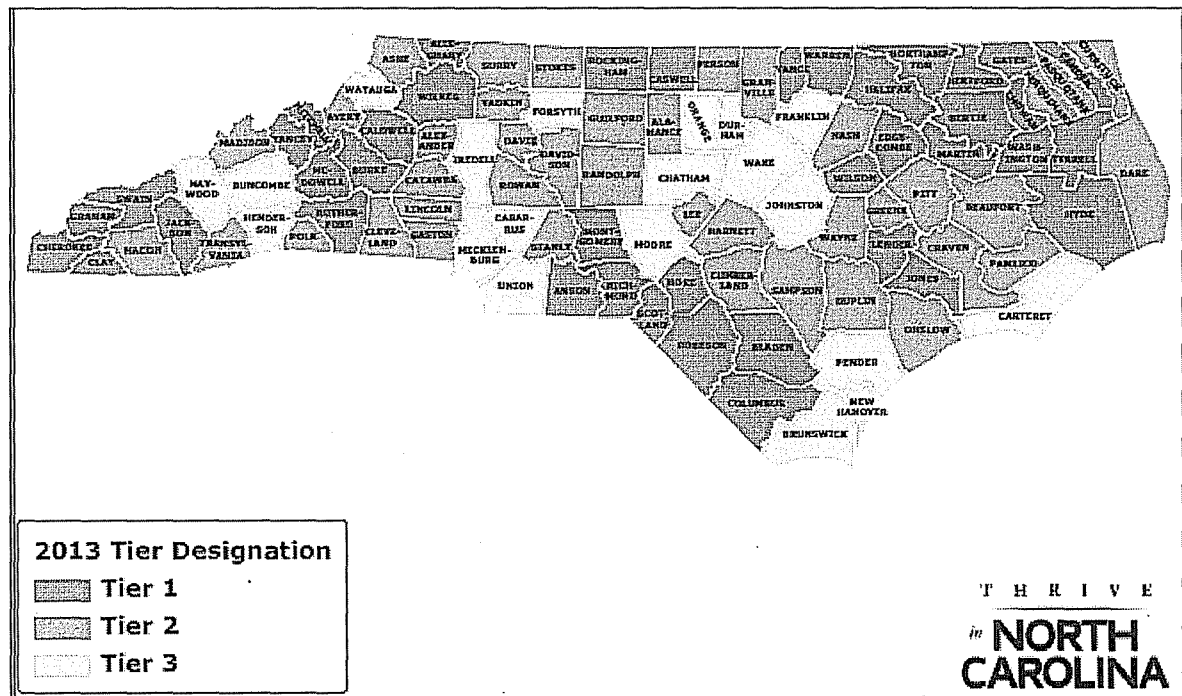 ASHE
ALLE-
GHANY
SURRY
STOKES
ROCKING-
HAM
CASWELL
PERSON
GRAN-
VILLE
VANCE
WARREN
NORTHAMP-
TON
GATES
HERTFORD
HALIFAX
WATAUGA
WILKES
YADKIN
FORSYTH
GUILFORD
ALA-
MANCE
ORANGE
DUR-
HAM
FRANKLIN
NASH
EDGE-
COMBE
BERTIE
AVERY
CALDWELL
ALEX-
ANDER
IREDELL
DAVIE
DAVID-
SON
RANDOLPH
CHATHAM
WAKE
WILSON
MARTIN
WASH-
INGTON
TYRRELL
DARE
MADISON
YANCEY
MC-
DOWELL
BURKE
CATAWBA
ROWAN
JOHNSTON
PITT
BEAUFORT
HYDE
HAY-
WOOD
BUNCOMBE
SWAIN
GRAHAM
JACK-
SON
HENDER-
SON
POLK
RUTHER-
FORD
CLEVE-
LAND
LINCOLN
GASTON
CABAR-
RUS
MECKLEN-
BURG
STANLY
MONT-
GOMERY
MOORE
LEE
HARNETT
WAYNE
GREENE
LENOIR
CRAVEN
PAMLICO
CHEROKEE
CLAY
MACON
TRANSYL-
VANIA
UNION
ANSON
RICH-
MOND
HOKE
CUMBER-
LAND
SAMPSON
DUPLIN
JONES
CARTERET
SCOT-
LAND
ROBESON
BLADEN
ONSLOW
PENDER
COLUMBUS
NEW
HANOVER
BRUNSWICK
2013 Tier Designation
Tier 1
Tier 2
Tier 3
THRIVE
in NORTH
CAROLINA